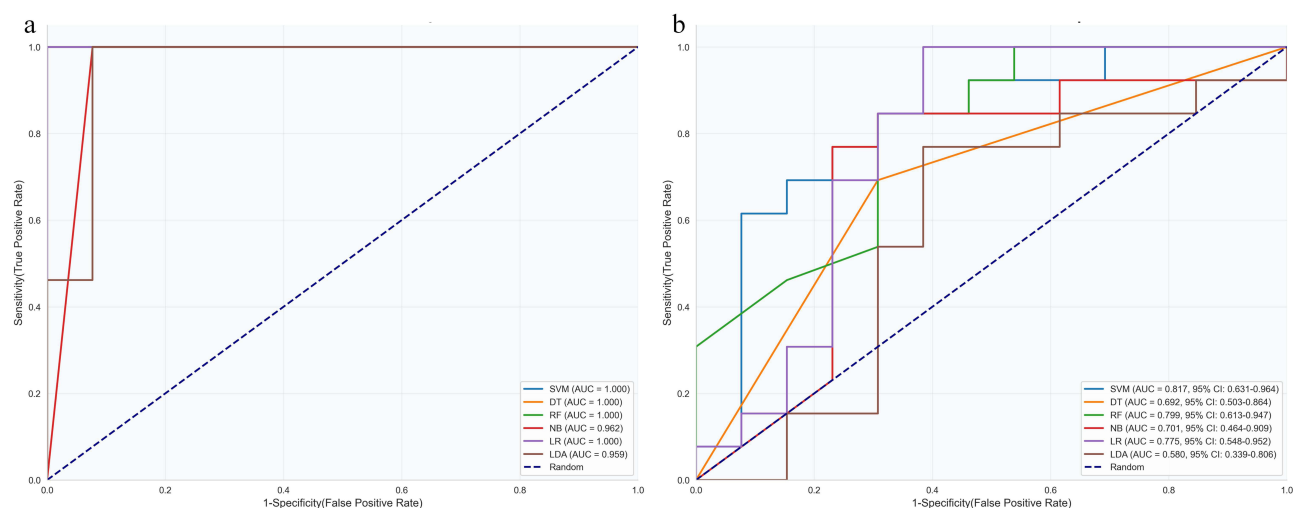 a
1.0
0.8
0.6
0.4
0.2
0.0
Sensitivity(True Positive Rate)
0.0 0.2 0.4 0.6 0.8 1.0
1-Specificity(False Positive Rate)
SVM (AUC = 1.000)
DT (AUC = 1.000)
RF (AUC = 1.000)
NB (AUC = 0.962)
LR (AUC = 1.000)
LDA (AUC = 0.959)
Random
b
1.0
0.8
0.6
0.4
0.2
0.0
Sensitivity(True Positive Rate)
0.0 0.2 0.4 0.6 0.8 1.0
1-Specificity(False Positive Rate)
SVM (AUC = 0.817, 95% CI: 0.631-0.964)
DT (AUC = 0.692, 95% CI: 0.503-0.864)
RF (AUC = 0.799, 95% CI: 0.613-0.947)
NB (AUC = 0.701, 95% CI: 0.464-0.909)
LR (AUC = 0.775, 95% CI: 0.548-0.952)
LDA (AUC = 0.580, 95% CI: 0.339-0.806)
Random